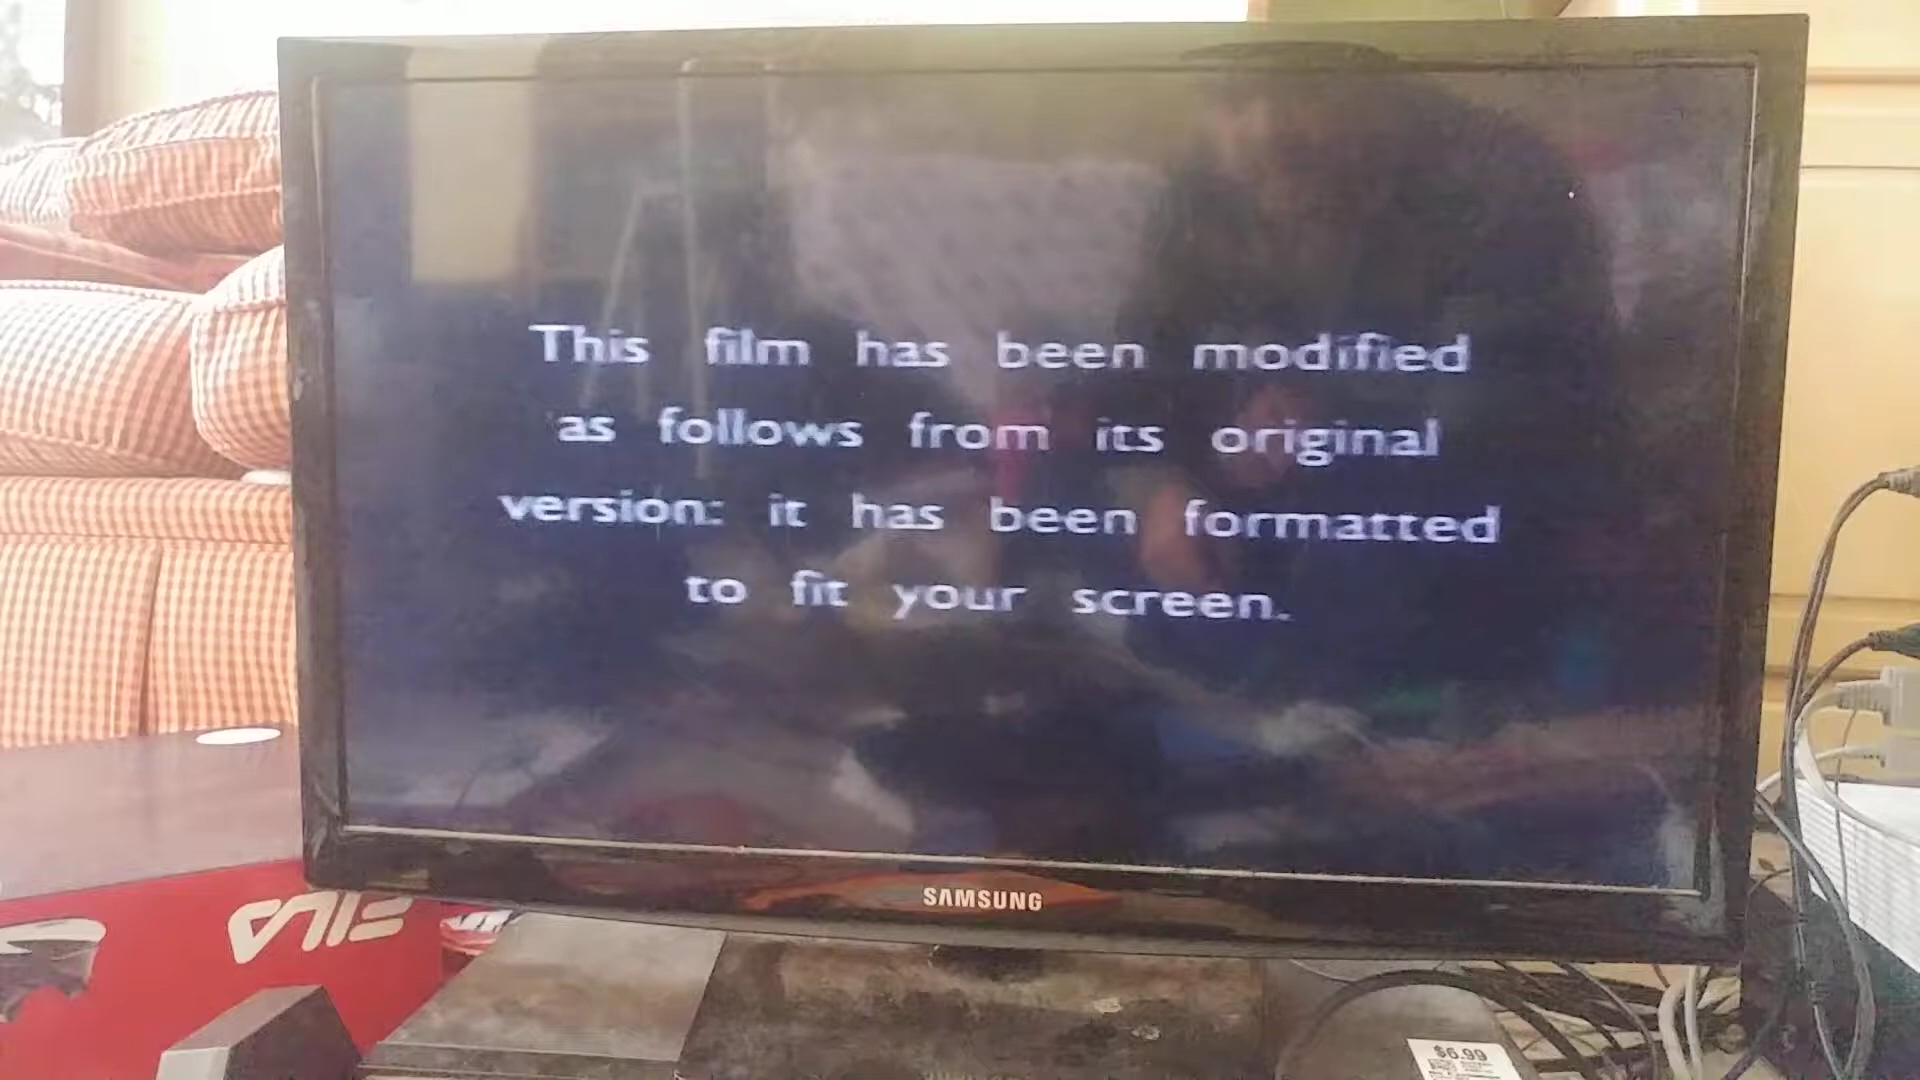 This film has been modified
as follows from its original
version: it has been formatted
to fit your screen.
SAMSUNG
$6.99